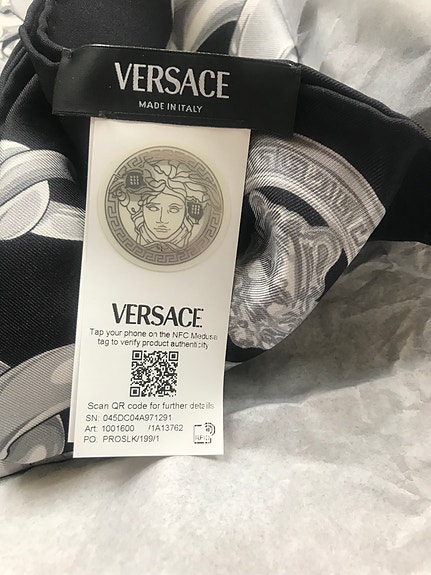 VERSACE
MADE IN ITALY
VERSACE
Tap your phone on the NFC Medusa
tag to verify product authenticity
Scan QR code for further details
SN: 045DC04A971291
Art: 1001600 /1A13762
PO: PROSLK/199/1
RFID